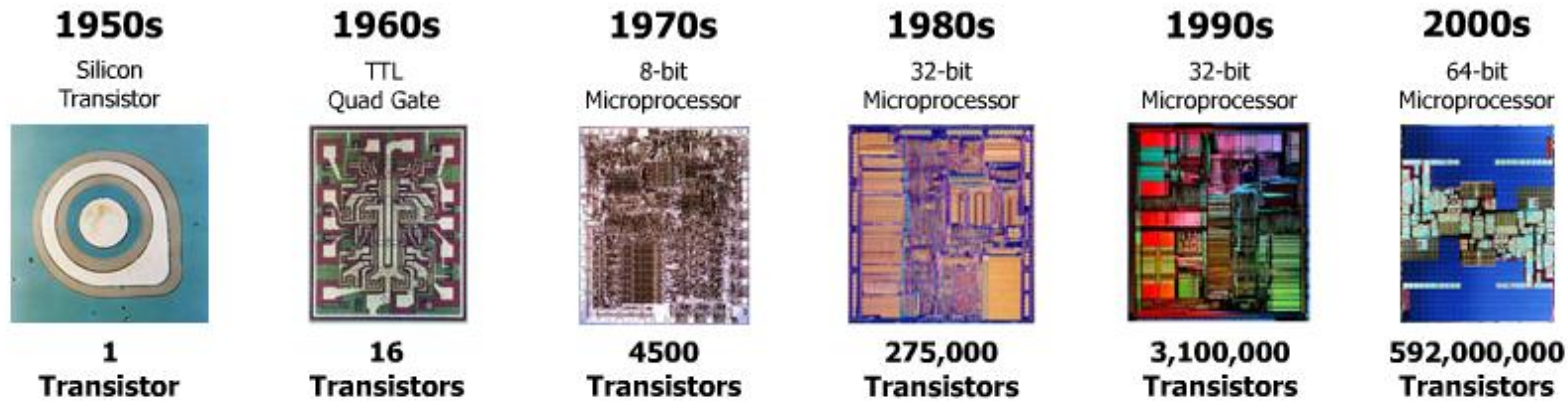 1950s
Silicon
Transistor
1
Transistor
1960s
TTL
Quad Gate
16
Transistors
1970s
8-bit
Microprocessor
4500
Transistors
1980s
32-bit
Microprocessor
275,000
Transistors
1990s
32-bit
Microprocessor
3,100,000
Transistors
2000s
64-bit
Microprocessor
592,000,000
Transistors